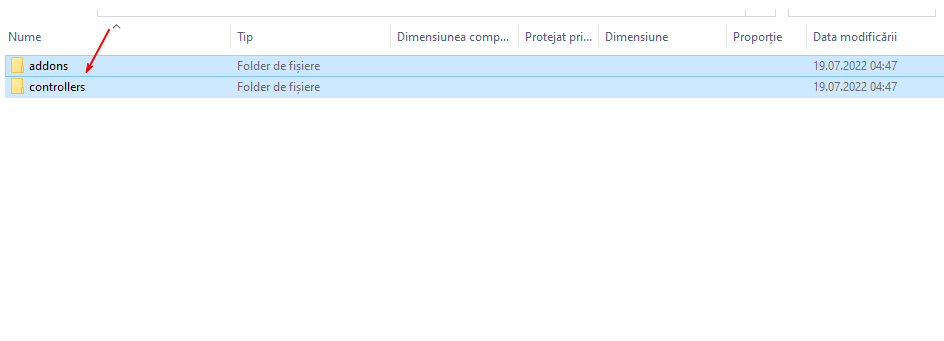 Nume Tip Dimensiunea comp... Protejat pri... Dimensiune Proporție Data modificării
addons Folder de fișiere 19.07.2022 04:47
controllers Folder de fișiere 19.07.2022 04:47